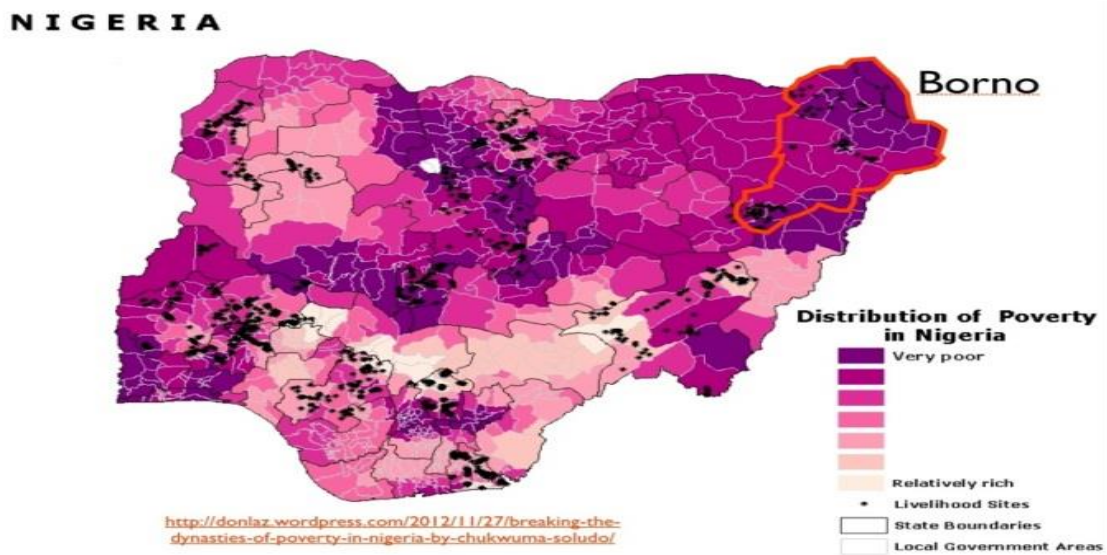 NIGERIA
Borno
Distribution of Poverty
in Nigeria
Very poor
Relatively rich
Livelihood Sites
State Boundaries
Local Government Areas
http://donlaz.wordpress.com/2012/11/27/breaking-the-
dynasties-of-poverty-in-nigeria-by-chukwuma-soludo/